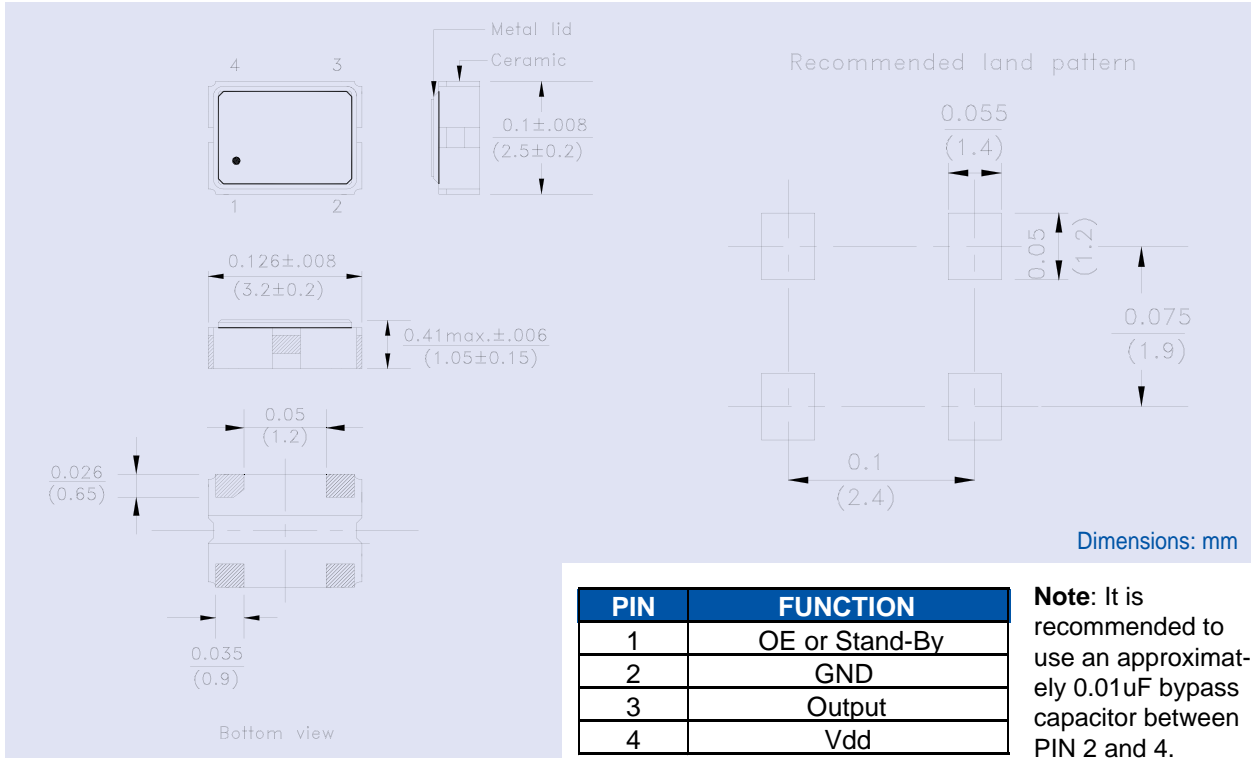 Metal lid
Ceramic
4 3
1 2
0.1±.008
(2.5±0.2)
0.126±.008
(3.2±0.2)
0.41max.±.006
(1.05±0.15)
0.05
(1.2)
0.026
(0.65)
0.035
(0.9)
Bottom view
Recommended land pattern
0.055
(1.4)
0.05
(1.2)
0.075
(1.9)
0.1
(2.4)
Dimensions: mm
PIN FUNCTION
1 OE or Stand-By
2 GND
3 Output
4 Vdd
Note: It is
recommended to
use an approximat-
ely 0.01uF bypass
capacitor between
PIN 2 and 4.